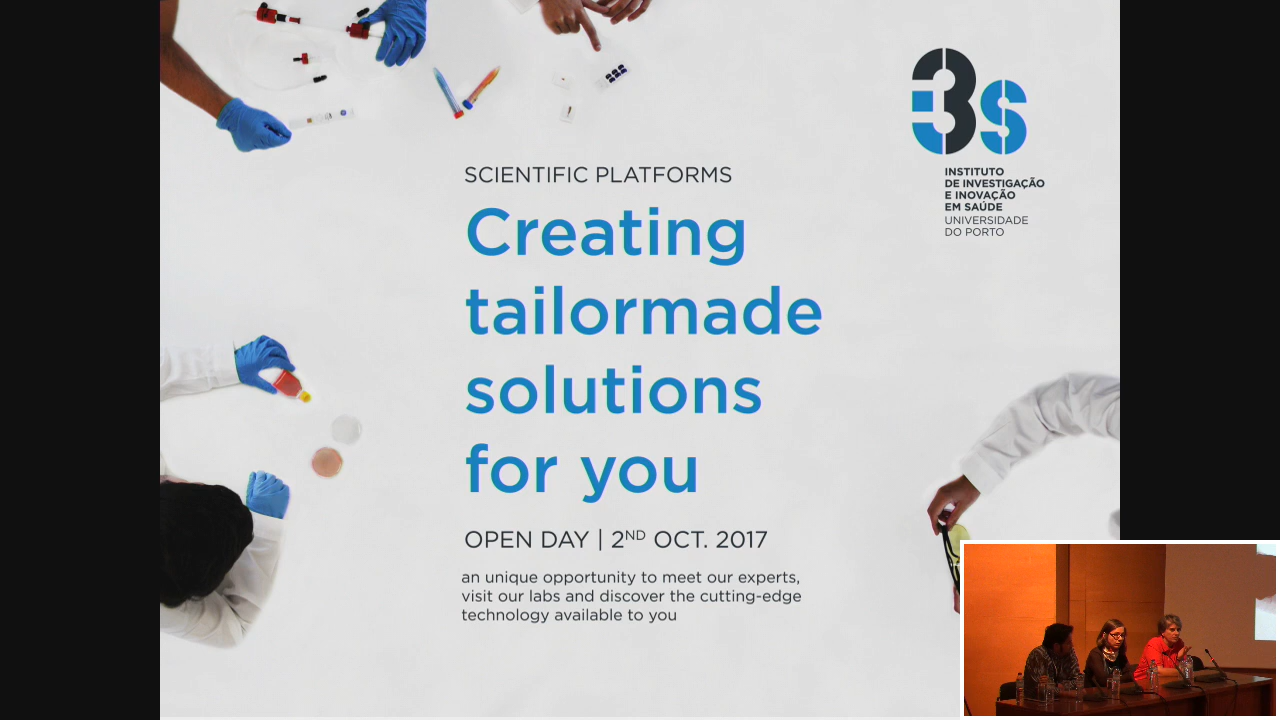 SCIENTIFIC PLATFORMS
Creating
tailormade
solutions
for you
OPEN DAY | 2ND OCT. 2017
an unique opportunity to meet our experts,
visit our labs and discover the cutting-edge
technology available to you
i3s
INSTITUTO
DE INVESTIGAÇÃO
E INOVAÇÃO
EM SAÚDE
UNIVERSIDADE
DO PORTO